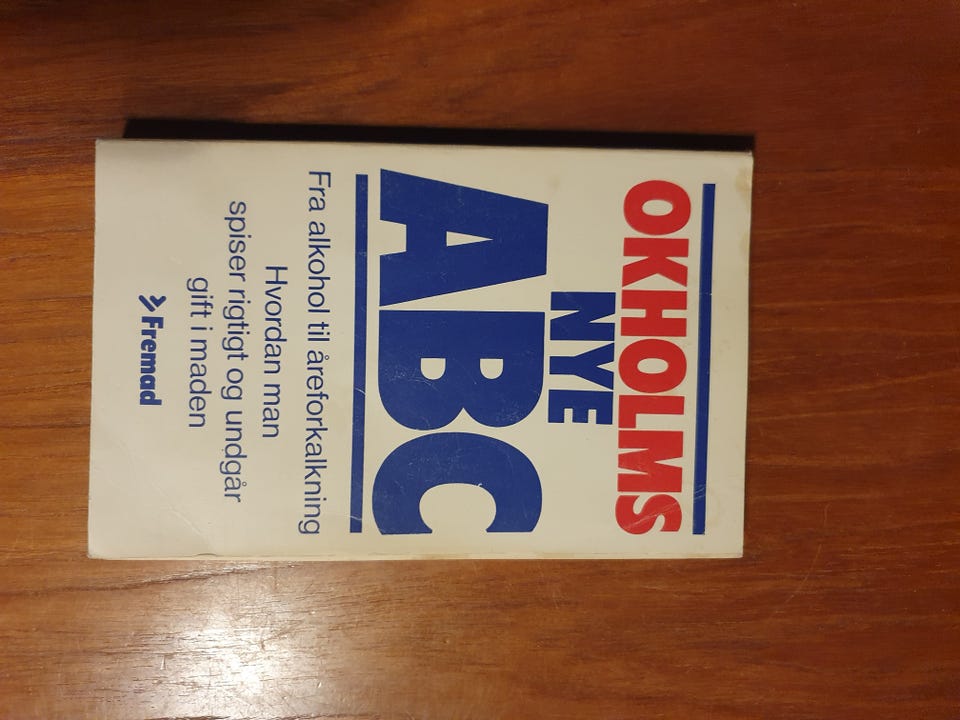 OKHOLMS
NYE
ABC
Fra alkohol til åreforkalkning
Hvordan man
spiser rigtigt og undgår
gift i maden
Fremad